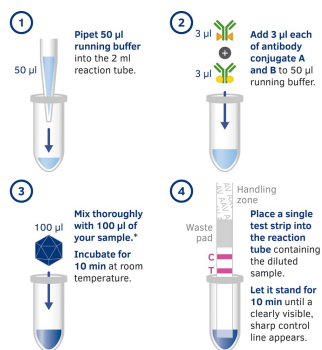 1
Pipet 50 µl
running buffer
into the 2 ml
reaction tube.
50 µl
2
3 µl
+
3 µl
Add 3 µl each
of antibody
conjugate A
and B to 50 µl
running buffer.
3
100 µl
Mix thoroughly
with 100 µl of
your sample.*
Incubate for
10 min at room
temperature.
4
Handling
zone
Waste
pad
C
T
Place a single
test strip into
the reaction
tube containing
the diluted
sample.
Let it stand for
10 min until a
clearly visible,
sharp control
line appears.